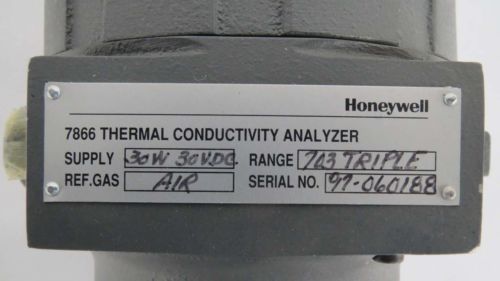 Honeywell
7866 THERMAL CONDUCTIVITY ANALYZER
SUPPLY 30W 30VDC RANGE 703 TRIPLE
REF.GAS AIR SERIAL NO. 97-060188